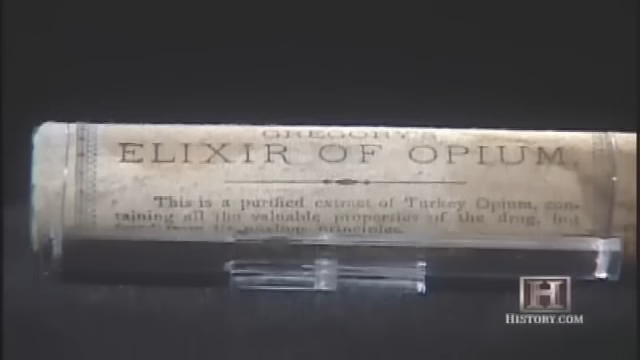 GREGORY'S
ELIXIR OF OPIUM.
This is a purified extract of Turkey Opium, con-
taining all the valuable properties of the drug, but
principles.
H
HISTORY.COM